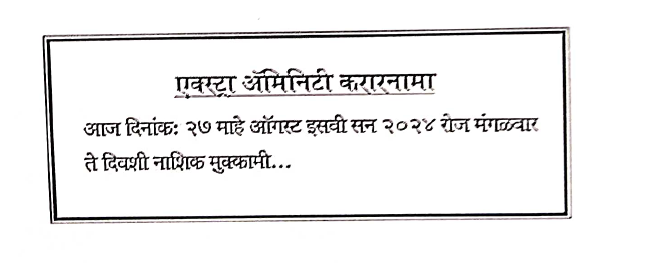 एक्स्ट्रा ॲमिनिटी करारनामा
आज दिनांक: २७ माहे ऑगस्ट इसवी सन २०२४ रोज मंगळवार
ते दिवशी नाशिक मुक्कामी...